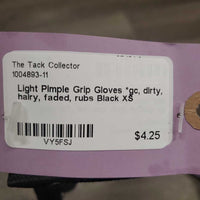 The Tack Collector
1004893-11
Light Pimple Grip Gloves *gc, dirty,
hairy, faded, rubs Black XS
$4.25
VY5FSJ